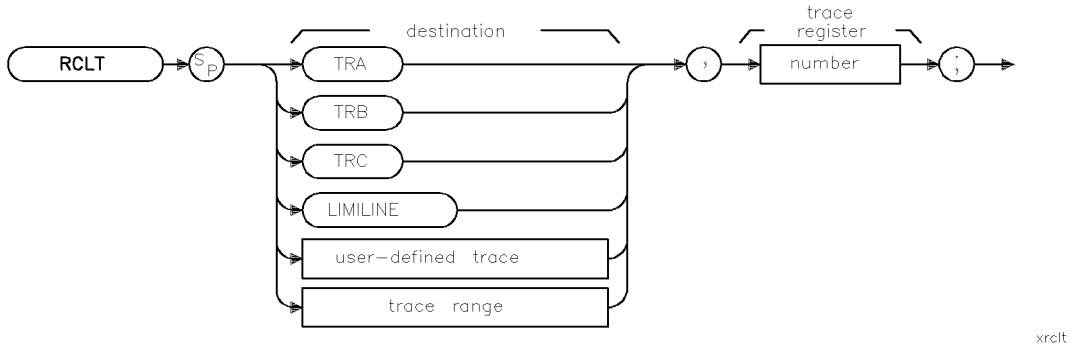 destination
trace
register
RCLT
SP
TRA
,
number
;
TRB
TRC
LIMILINE
user-defined trace
trace range
xrclt